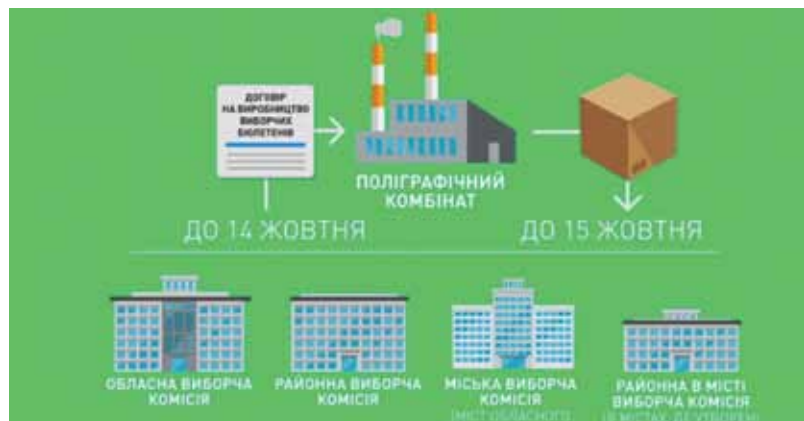 ДОГОВІР
НА ВИРОБНИЦТВО
ВИБОРЧИХ
БЮЛЕТЕНІВ
ПОЛІГРАФІЧНИЙ
КОМБІНАТ
ДО 14 ЖОВТНЯ
ДО 15 ЖОВТНЯ
ОБЛАСНА ВИБОРЧА
КОМІСІЯ
РАЙОННА ВИБОРЧА
КОМІСІЯ
МІСЬКА ВИБОРЧА
КОМІСІЯ
(МІСТ ОБЛАСНОГО
РАЙОННА В МІСТІ
ВИБОРЧА КОМІСІЯ